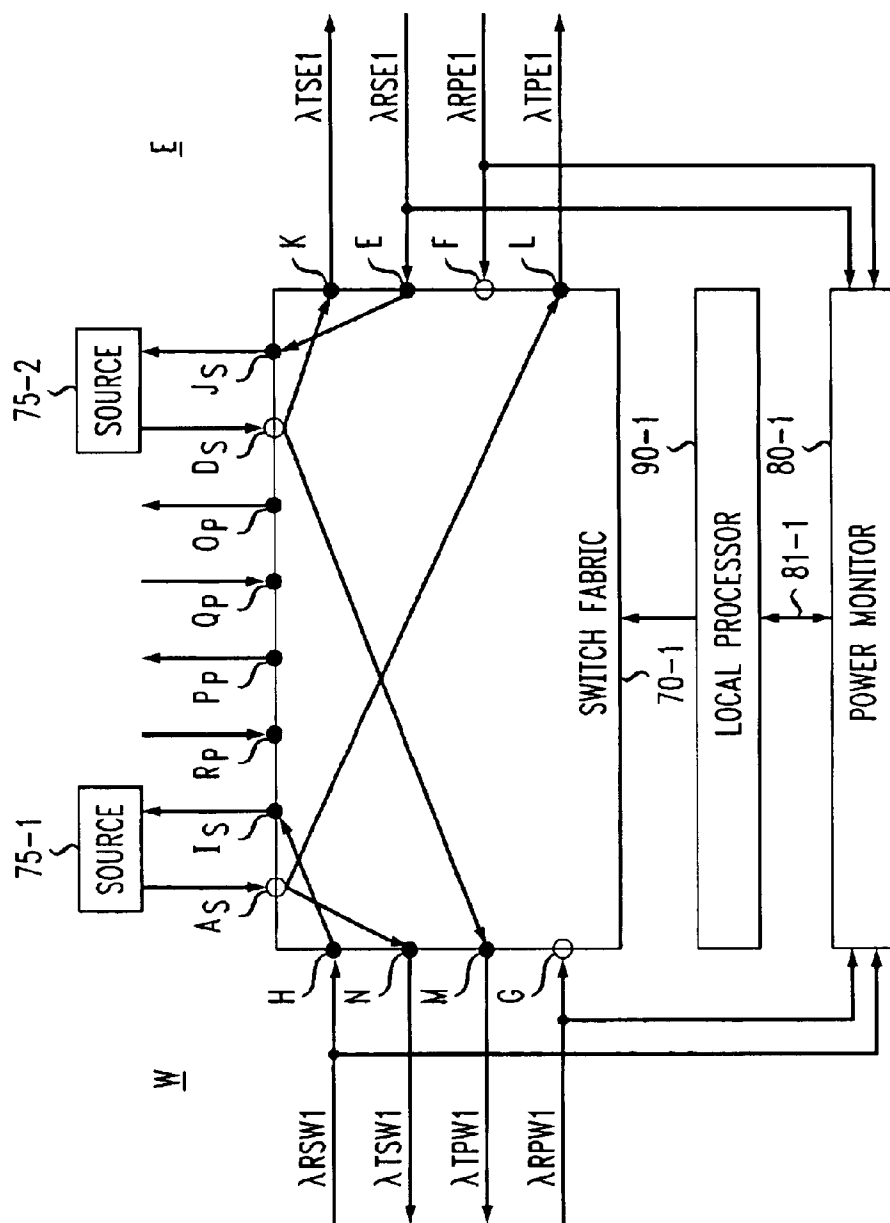 75-1
SOURCE
75-2
SOURCE
AS
IS
RP
PP
QP
OP
DS
JS
W
E
H
N
M
G
K
E
F
L
λRSW1
λTSW1
λTPW1
λRPW1
λTSE1
λRSE1
λRPE1
λTPE1
SWITCH FABRIC
70-1
LOCAL PROCESSOR
90-1
81-1
POWER MONITOR
80-1